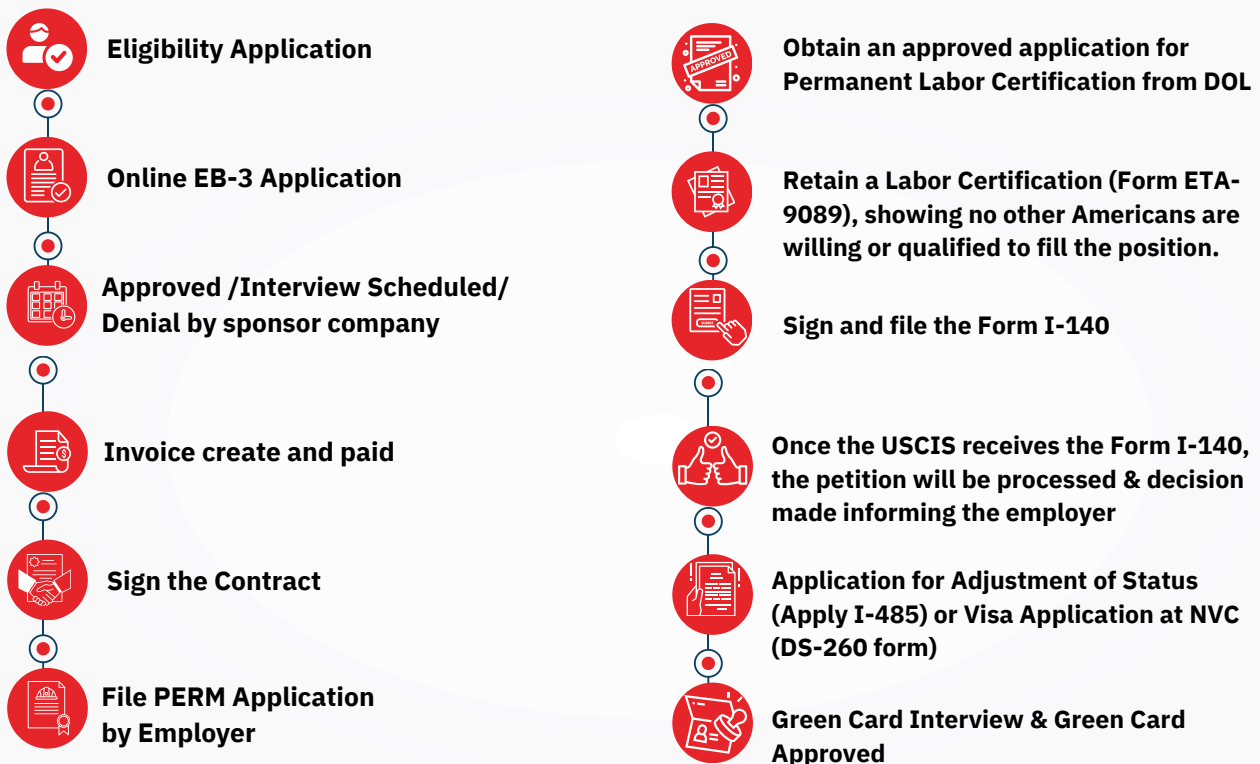 Eligibility Application
Online EB-3 Application
Approved /Interview Scheduled/
Denial by sponsor company
Invoice create and paid
Sign the Contract
File PERM Application
by Employer
APPROVED
Obtain an approved application for
Permanent Labor Certification from DOL
Retain a Labor Certification (Form ETA-
9089), showing no other Americans are
willing or qualified to fill the position.
SUBMIT
Sign and file the Form I-140
Once the USCIS receives the Form I-140,
the petition will be processed & decision
made informing the employer
Application for Adjustment of Status
(Apply I-485) or Visa Application at NVC
(DS-260 form)
Green Card Interview & Green Card
Approved